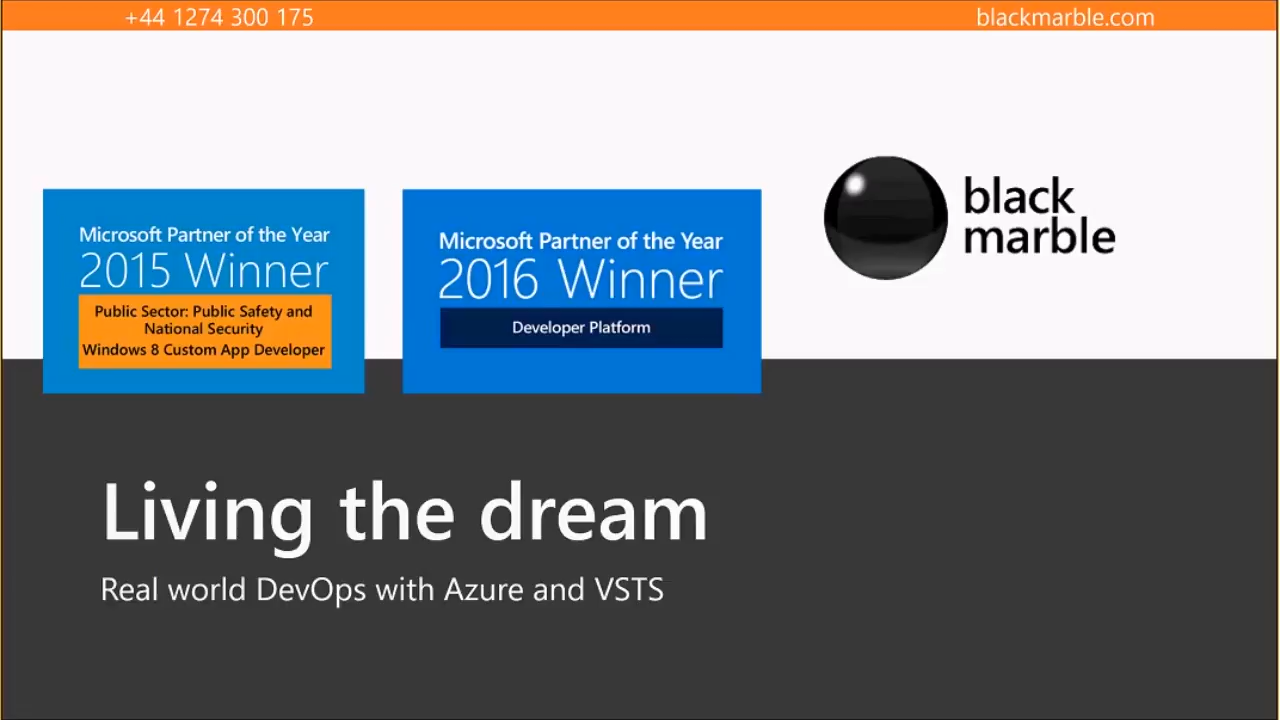 +44 1274 300 175
blackmarble.com
Microsoft Partner of the Year
2015 Winner
Public Sector: Public Safety and
National Security
Windows 8 Custom App Developer
Microsoft Partner of the Year
2016 Winner
Developer Platform
black
marble
Living the dream
Real world DevOps with Azure and VSTS